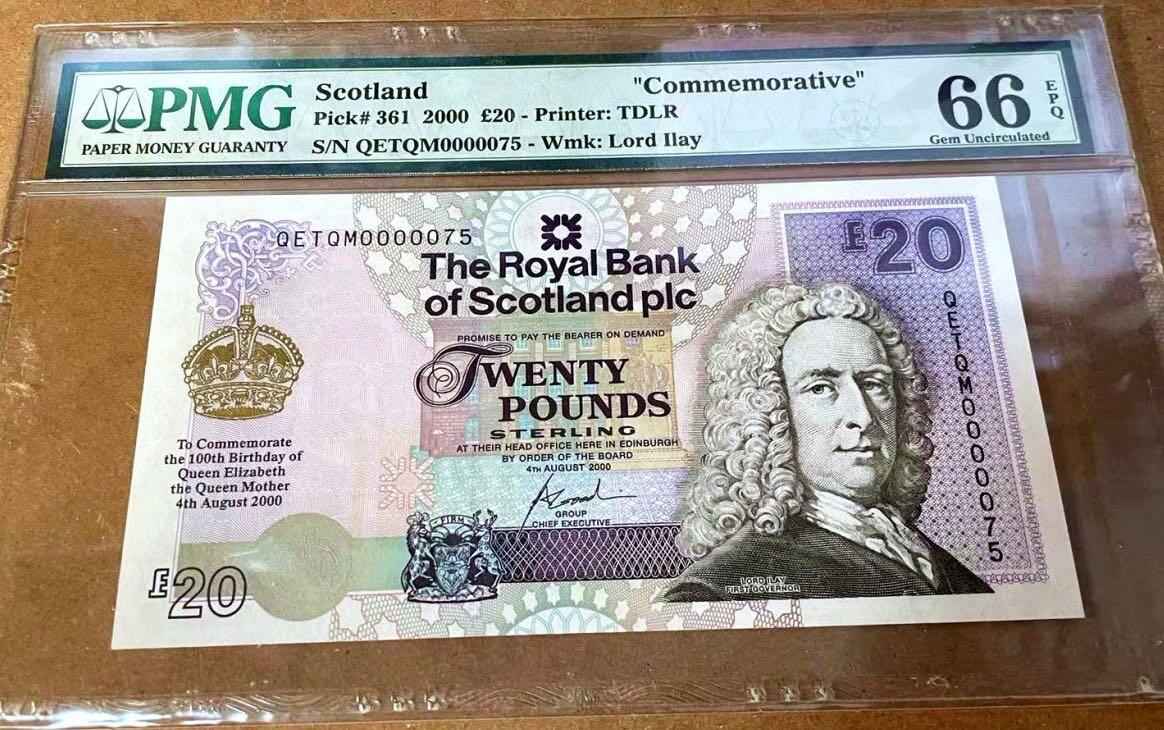 PMG
PAPER MONEY GUARANTY
Scotland "Commemorative"
Pick# 361 2000 £20 - Printer: TDLR
S/N QETQM0000075 - Wmk: Lord Ilay
66 EPQ
Gem Uncirculated
QETQM0000075
The Royal Bank
of Scotland plc
PROMISE TO PAY THE BEARER ON DEMAND
TWENTY
POUNDS
STERLING
AT THEIR HEAD OFFICE HERE IN EDINBURGH
BY ORDER OF THE BOARD
4TH AUGUST 2000
GROUP
CHIEF EXECUTIVE
To Commemorate
the 100th Birthday of
Queen Elizabeth
the Queen Mother
4th August 2000
£20
FIRM
£20
QETQM0000075
LORD ILAY
FIRST GOVERNOR